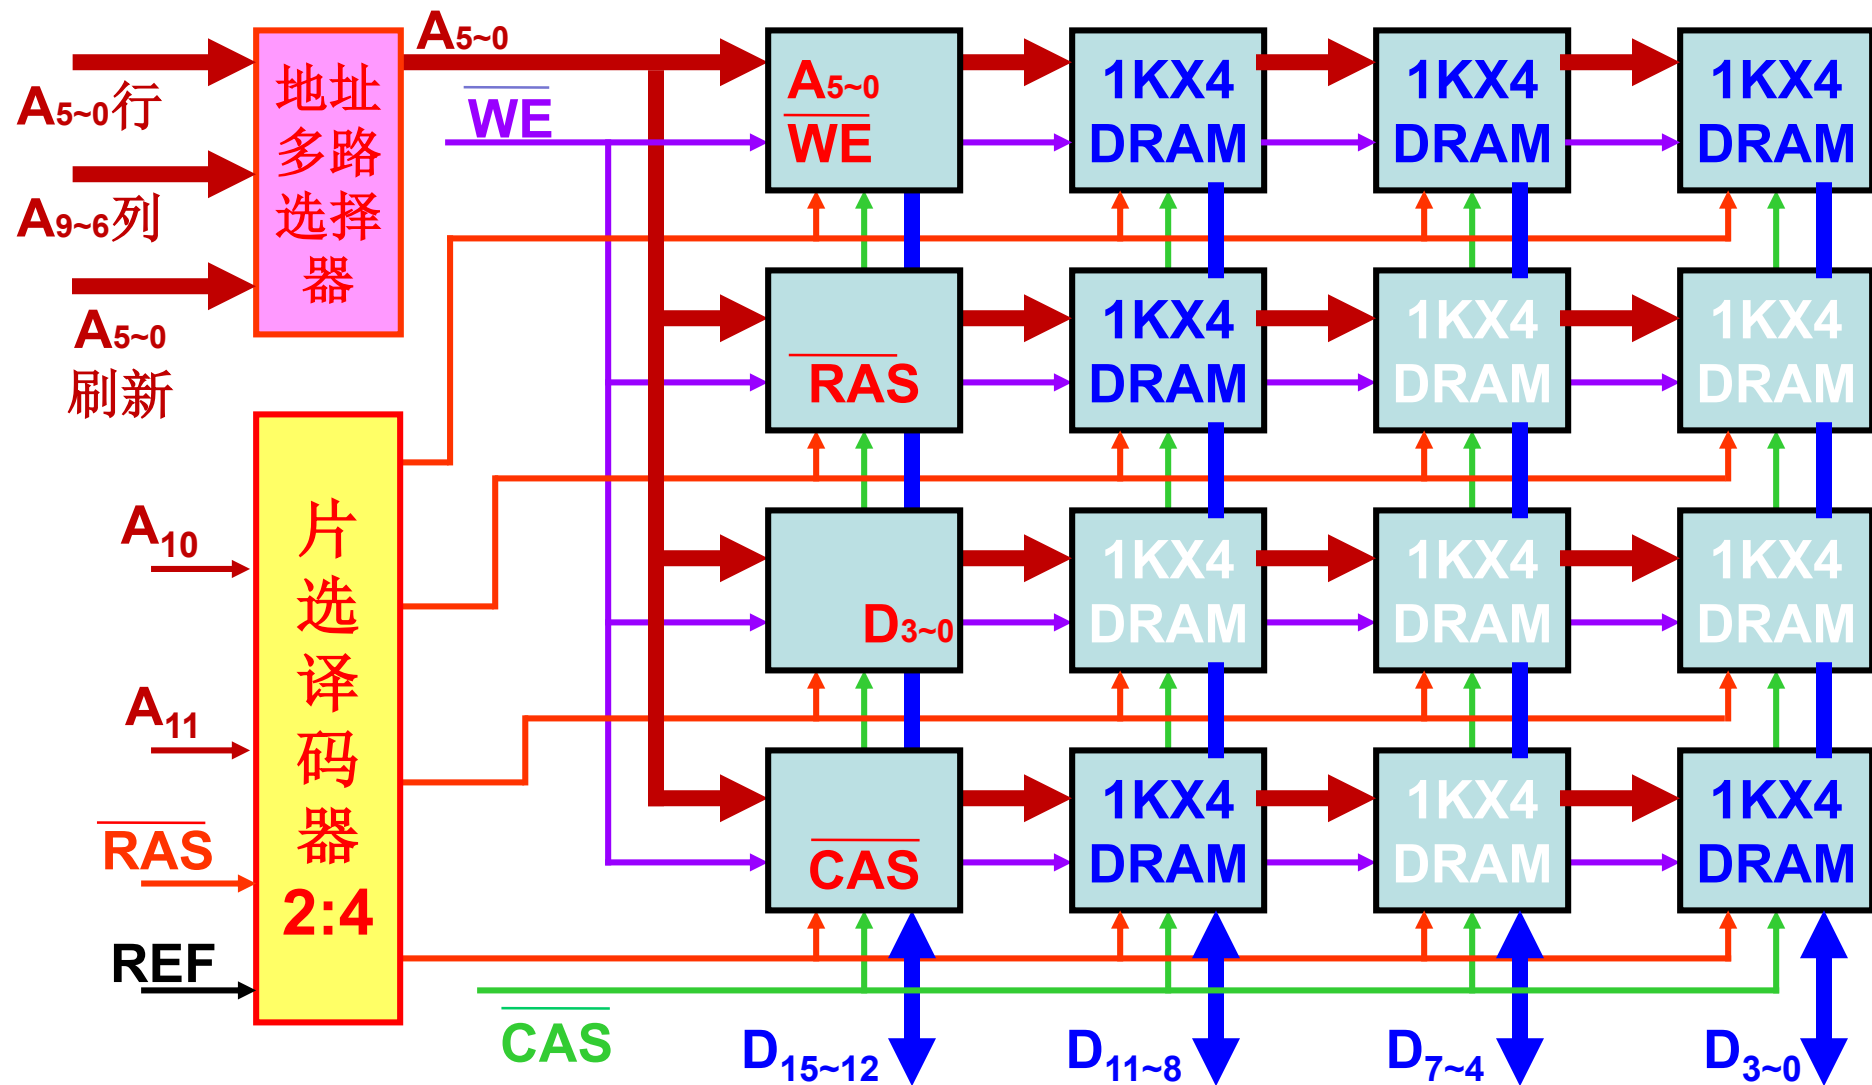 A5~0
A5~0行
A9~6列
A5~0
刷新
地址
多路
选择
器
WE
A5~0
WE
1KX4
DRAM
1KX4
DRAM
1KX4
DRAM
RAS
1KX4
DRAM
1KX4
DRAM
1KX4
DRAM
A10
A11
RAS
REF
片
选
译
码
器
2:4
D3~0
1KX4
DRAM
1KX4
DRAM
1KX4
DRAM
CAS
1KX4
DRAM
1KX4
DRAM
1KX4
DRAM
CAS
D15~12
D11~8
D7~4
D3~0